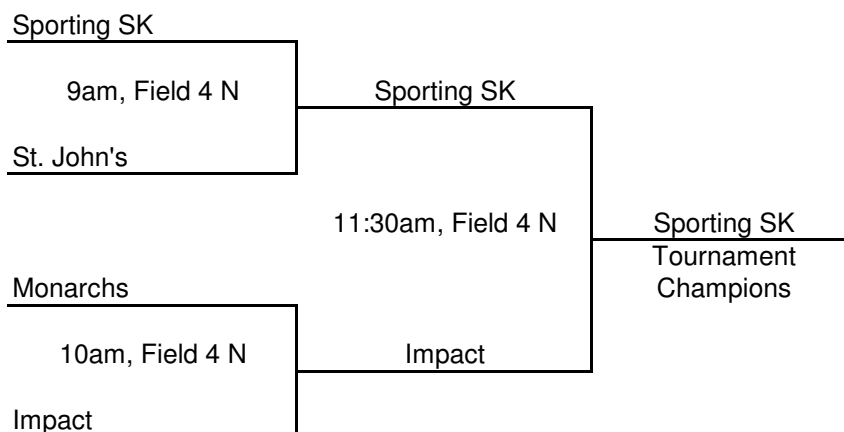 Sporting SK
9am, Field 4 N
Sporting SK
St. John's
11:30am, Field 4 N
Sporting SK
Tournament
Champions
Monarchs
10am, Field 4 N
Impact
Impact